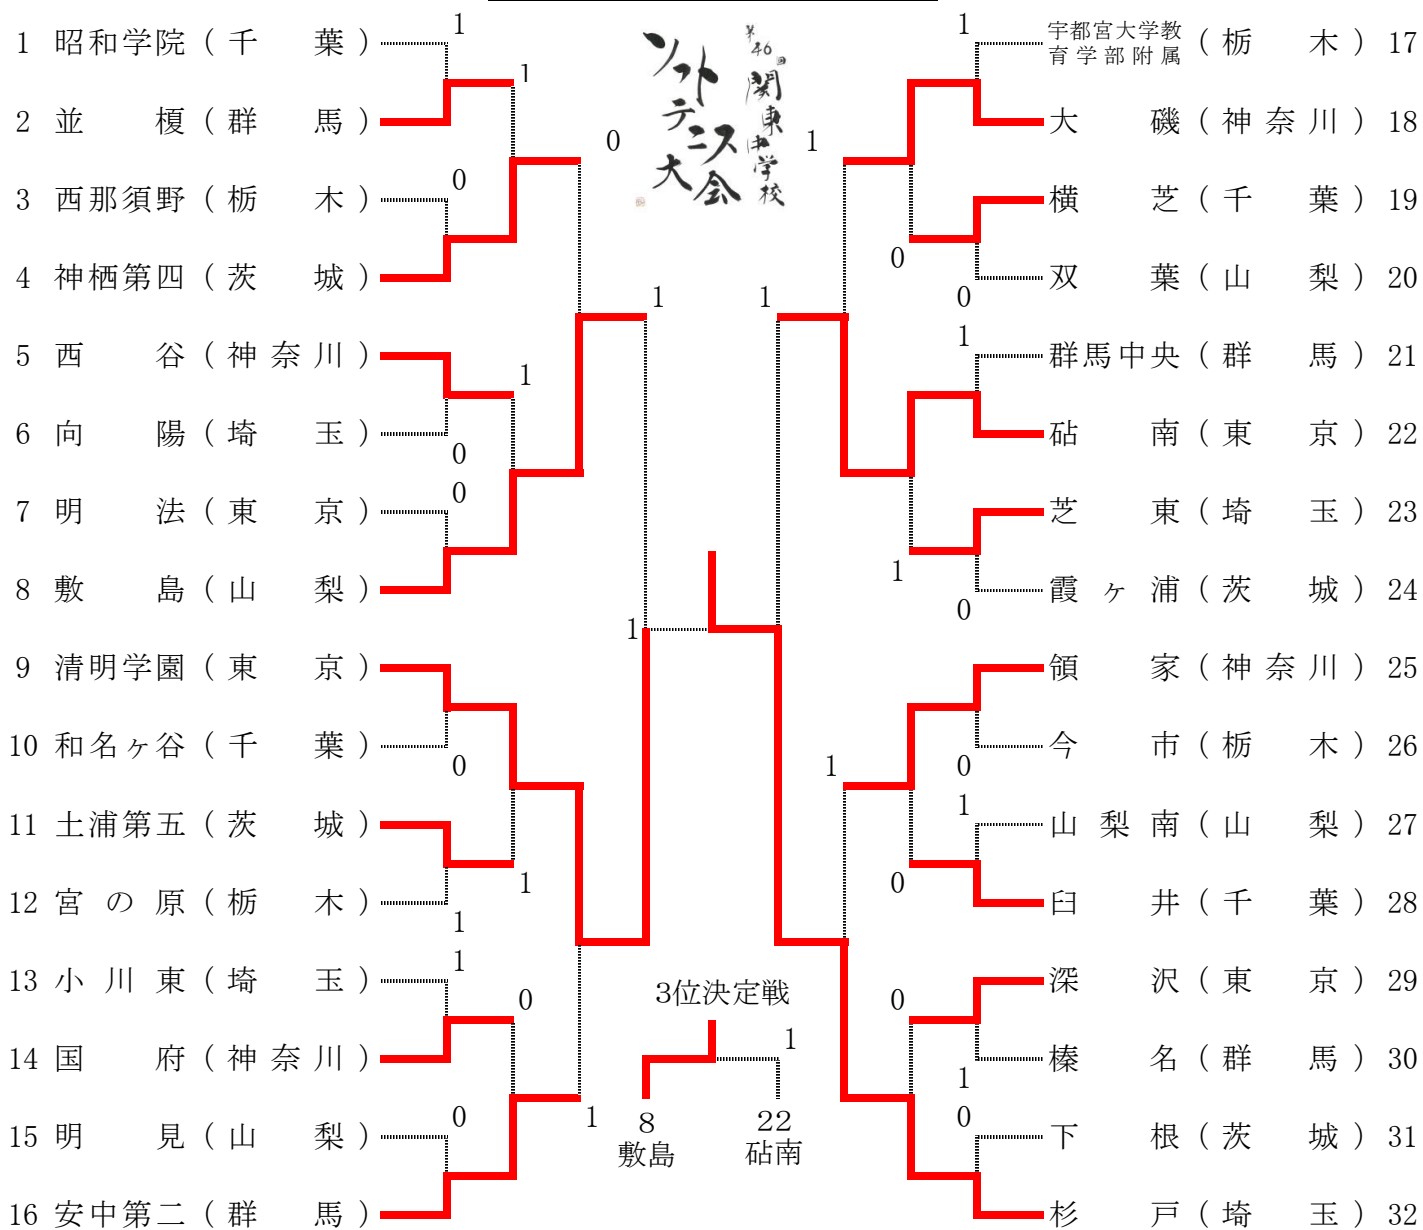 第46回
関東中学校
ソフト
テニス
大会
1 昭和学院 (千葉)
2 並榎 (群馬)
3 西那須野 (栃木)
4 神栖第四 (茨城)
5 西谷 (神奈川)
6 向陽 (埼玉)
7 明法 (東京)
8 敷島 (山梨)
9 清明学園 (東京)
10 和名ヶ谷 (千葉)
11 土浦第五 (茨城)
12 宮の原 (栃木)
13 小川東 (埼玉)
14 国府 (神奈川)
15 明見 (山梨)
16 安中第二 (群馬)
1
0
0
0
0
1
1
0
1
1
1
0
0
1
1
1
1
1
1
0
0
1
1
0
0
1
1
0
0
1
1
0
3位決定戦
1
8
敷島
22
砧南
宇都宮大学教
育学部附属 (栃木) 17
大磯 (神奈川) 18
横芝 (千葉) 19
双葉 (山梨) 20
群馬中央 (群馬) 21
砧南 (東京) 22
芝東 (埼玉) 23
霞ヶ浦 (茨城) 24
領家 (神奈川) 25
今市 (栃木) 26
山梨南 (山梨) 27
臼井 (千葉) 28
深沢 (東京) 29
榛名 (群馬) 30
下根 (茨城) 31
杉戸 (埼玉) 32